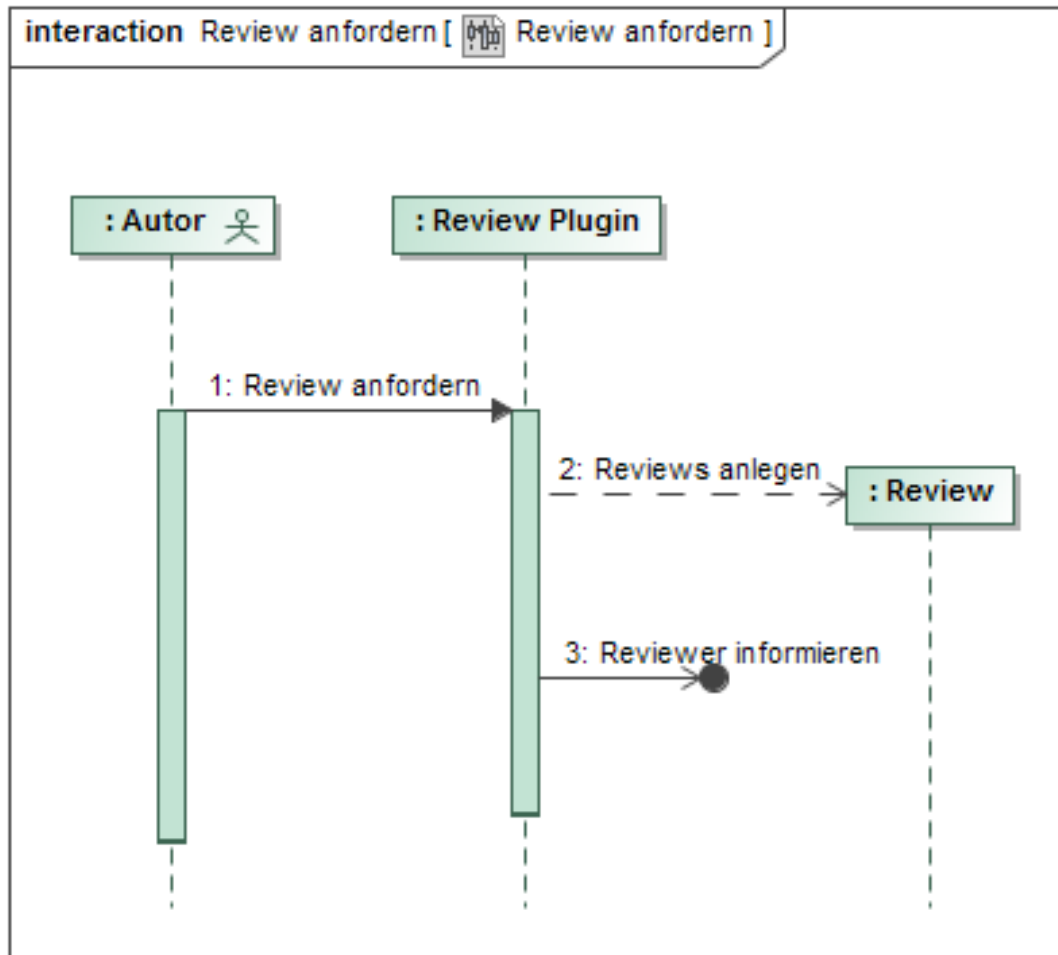 interaction Review anfordern [ Review anfordern ]
: Autor
: Review Plugin
1: Review anfordern
2: Reviews anlegen
: Review
3: Reviewer informieren